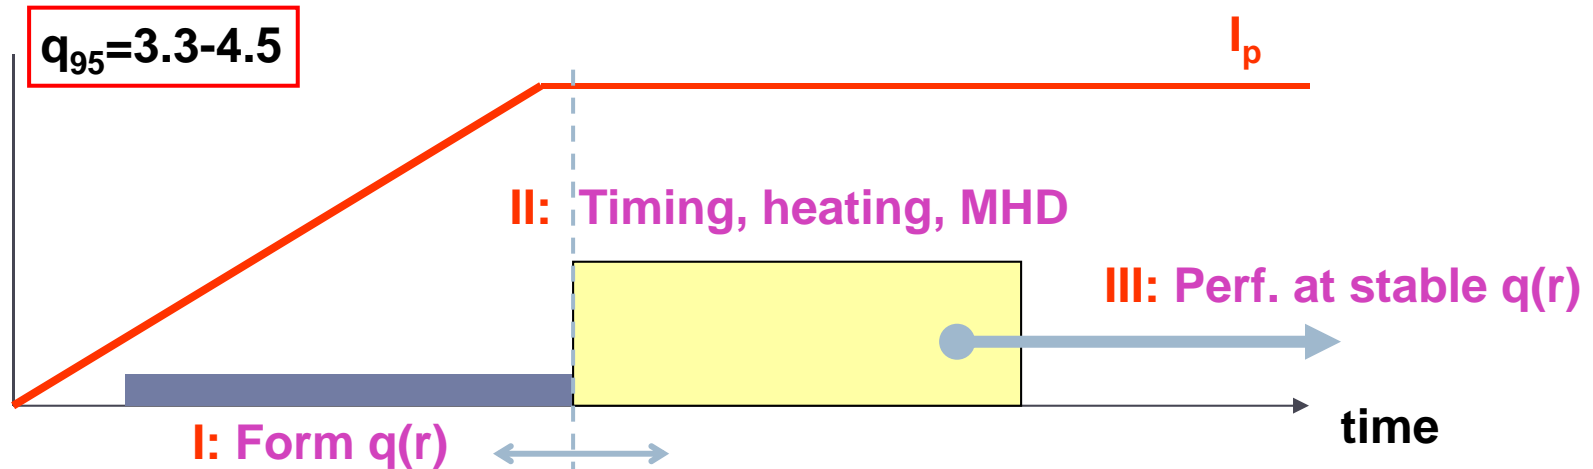 q95=3.3-4.5
Ip
II: Timing, heating, MHD
III: Perf. at stable q(r)
I: Form q(r)
time